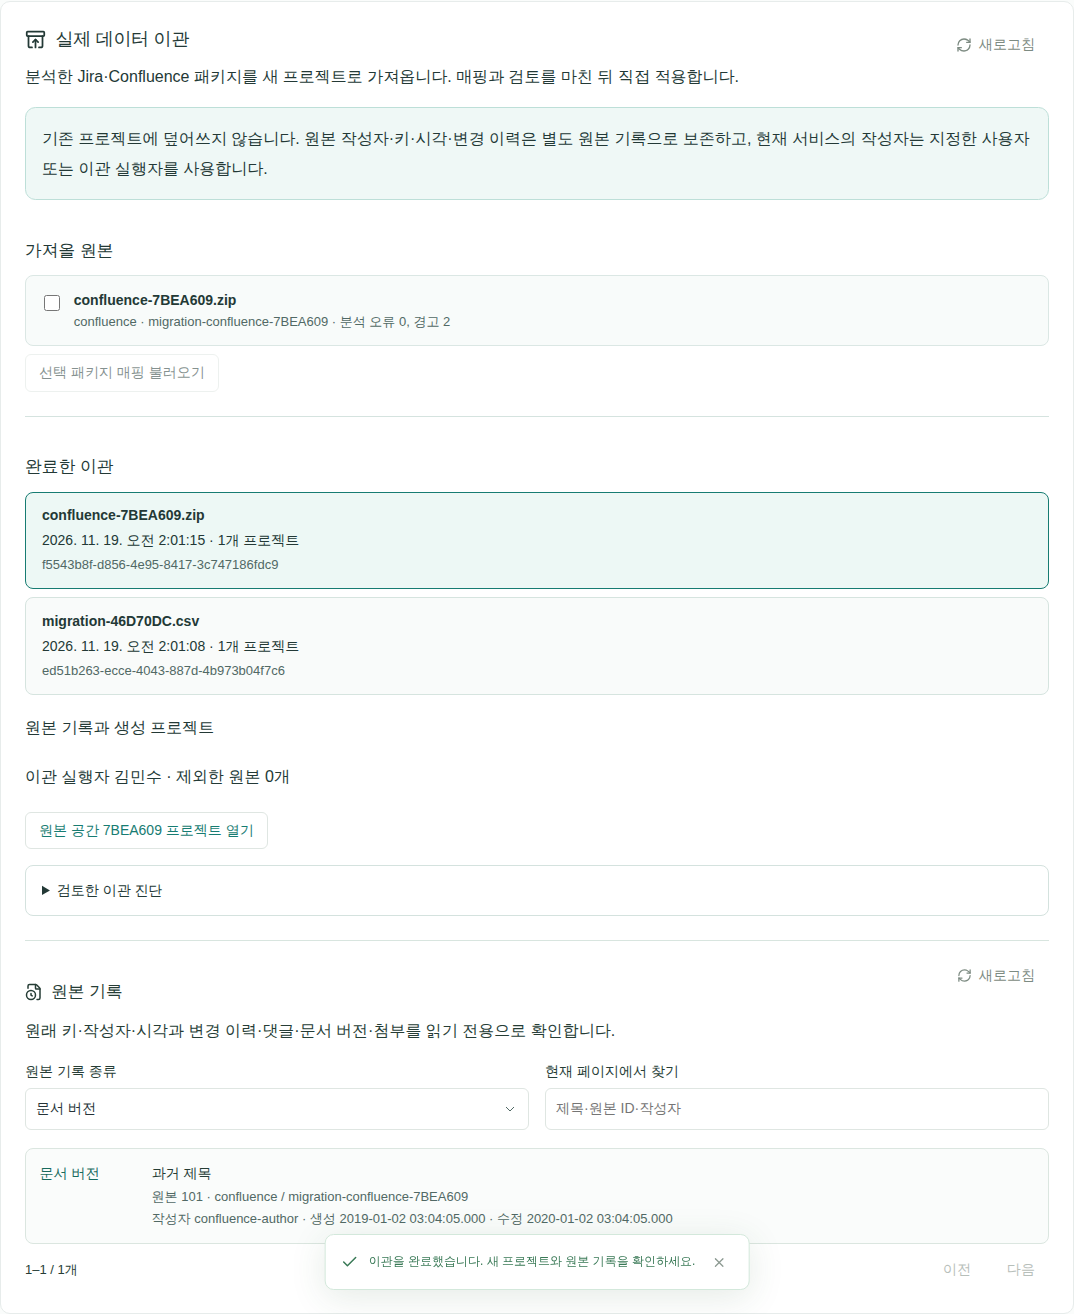 실제 데이터 이관
새로고침
분석한 Jira·Confluence 패키지를 새 프로젝트로 가져옵니다. 매핑과 검토를 마친 뒤 직접 적용합니다.
기존 프로젝트에 덮어쓰지 않습니다. 원본 작성자·키·시각·변경 이력은 별도 원본 기록으로 보존하고, 현재 서비스의 작성자는 지정한 사용자
또는 이관 실행자를 사용합니다.
가져올 원본
confluence-7BEA609.zip
confluence · migration-confluence-7BEA609 · 분석 오류 0, 경고 2
선택 패키지 매핑 불러오기
완료한 이관
confluence-7BEA609.zip
2026. 11. 19. 오전 2:01:15 · 1개 프로젝트
f5543b8f-d856-4e95-8417-3c747186fdc9
migration-46D70DC.csv
2026. 11. 19. 오전 2:01:08 · 1개 프로젝트
ed51b263-ecce-4043-887d-4b973b04f7c6
원본 기록과 생성 프로젝트
이관 실행자 김민수 · 제외한 원본 0개
원본 공간 7BEA609 프로젝트 열기
검토한 이관 진단
새로고침
원본 기록
원래 키·작성자·시각과 변경 이력·댓글·문서 버전·첨부를 읽기 전용으로 확인합니다.
원본 기록 종류
현재 페이지에서 찾기
문서 버전
제목·원본 ID·작성자
문서 버전
과거 제목
원본 101 · confluence / migration-confluence-7BEA609
작성자 confluence-author · 생성 2019-01-02 03:04:05.000 · 수정 2020-01-02 03:04:05.000
이관을 완료했습니다. 새 프로젝트와 원본 기록을 확인하세요.
1–1 / 1개
이전
다음